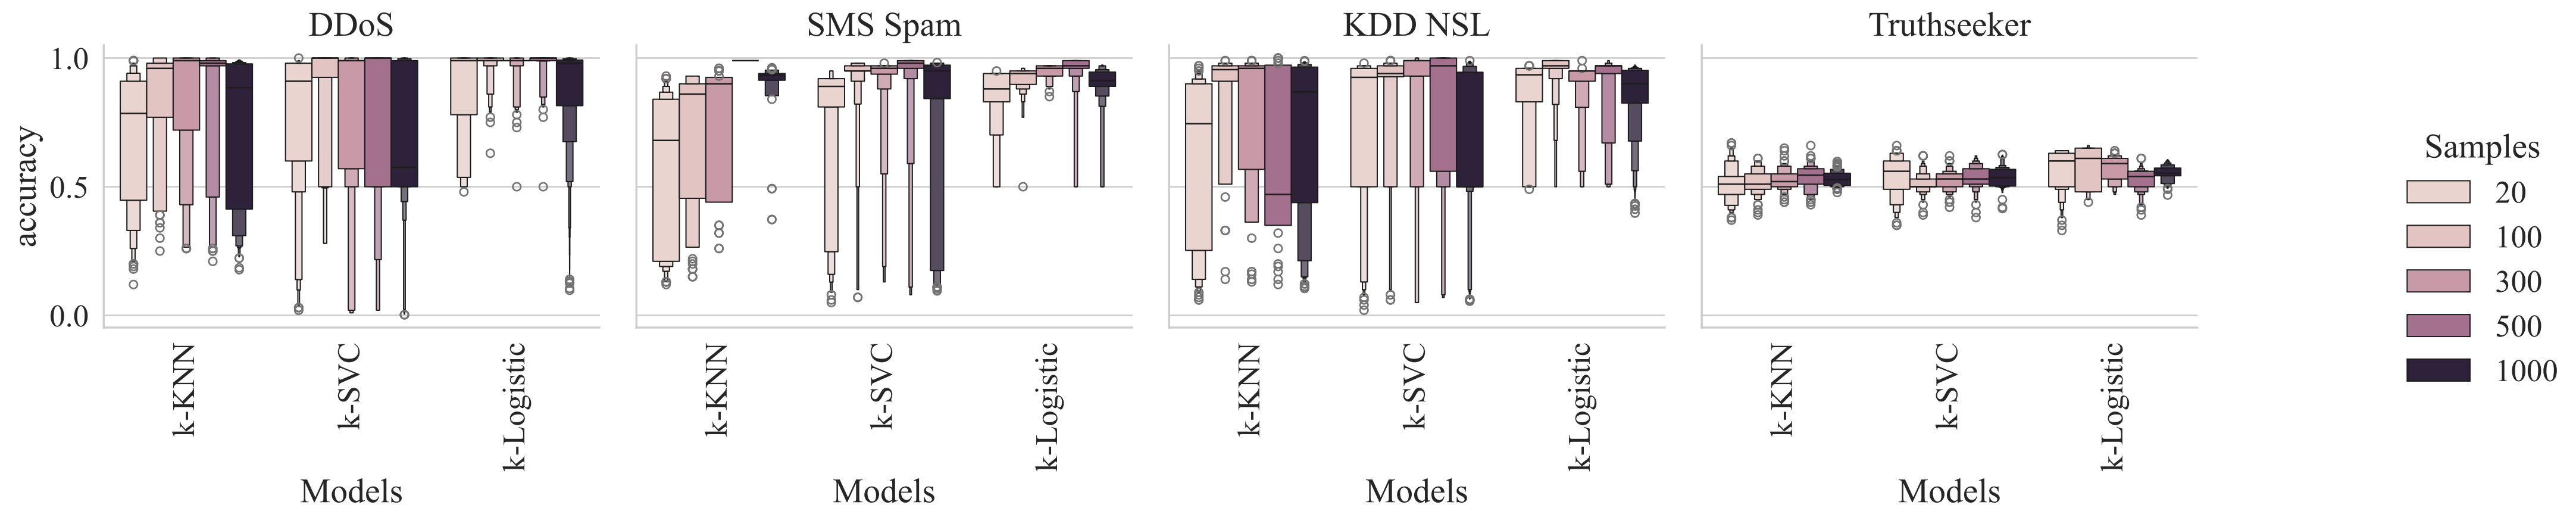 DDoS
SMS Spam
KDD NSL
Truthseeker
accuracy
1.0
0.5
0.0
k-KNN
k-SVC
k-Logistic
Models
k-KNN
k-SVC
k-Logistic
Models
k-KNN
k-SVC
k-Logistic
Models
k-KNN
k-SVC
k-Logistic
Models
Samples
20
100
300
500
1000